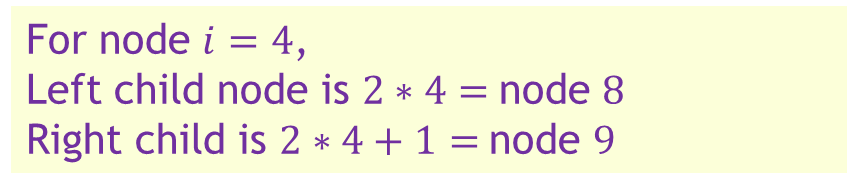 For node i = 4,
Left child node is 2 ∗ 4 = node 8
Right child is 2 ∗ 4 + 1 = node 9